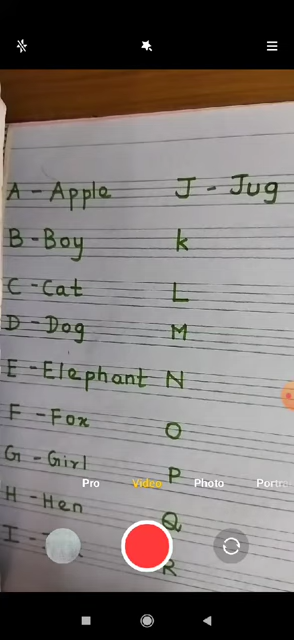 A - Apple
B - Boy
C - Cat
D - Dog
E - Elephant
F - Fox
G - Girl
H - Hen
I -
J - Jug
k
L
M
N
O
P
Q
R
Pro Video Photo